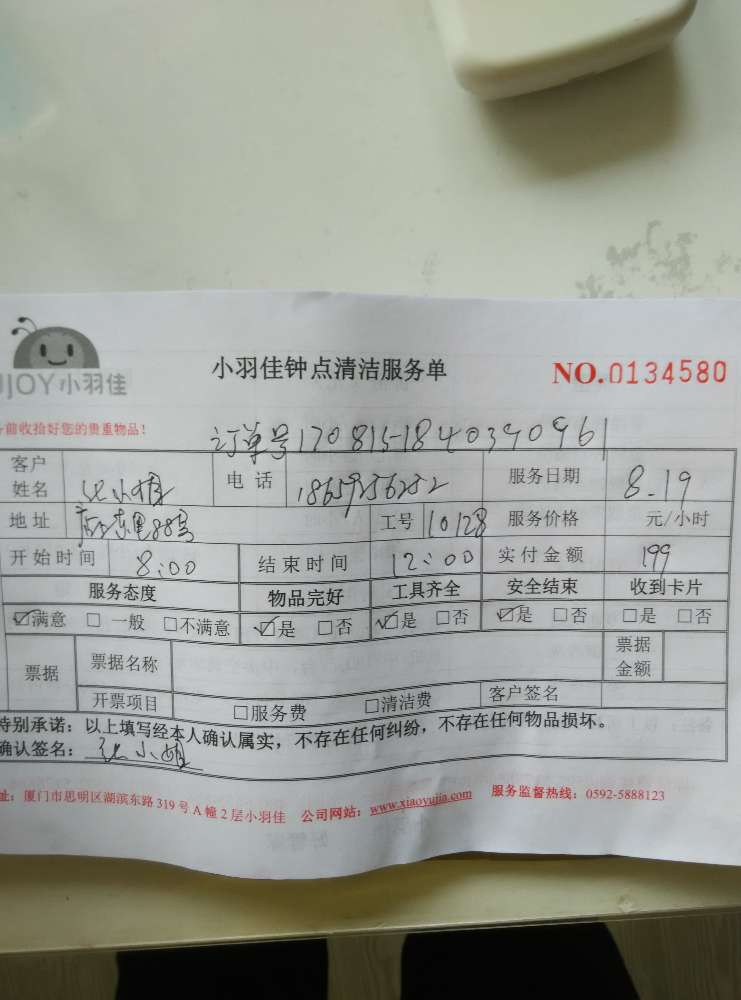 小羽佳钟点清洁服务单
NO.0134580
JOY小羽佳
前收拾好您的贵重物品!
订单号170815-1840390961
客户姓名 电话 18659256252 服务日期 8.19
地址 东里88号 工号 10128 服务价格 元/小时
开始时间 8:00 结束时间 12:00 实付金额 199
服务态度 物品完好 工具齐全 安全结束 收到卡片
☑满意 □一般 □不满意 ☑是 □否 ☑是 □否 ☑是 □否 □是 □否
票据 票据名称 票据金额
开票项目 □服务费 □清洁费 客户签名
特别承诺:以上填写经本人确认属实,不存在任何纠纷,不存在任何物品损坏。
确认签名:
址:厦门市思明区湖滨东路319号A幢2层小羽佳 公司网站:www.xiaoyujia.com 服务监督热线:0592-5888123